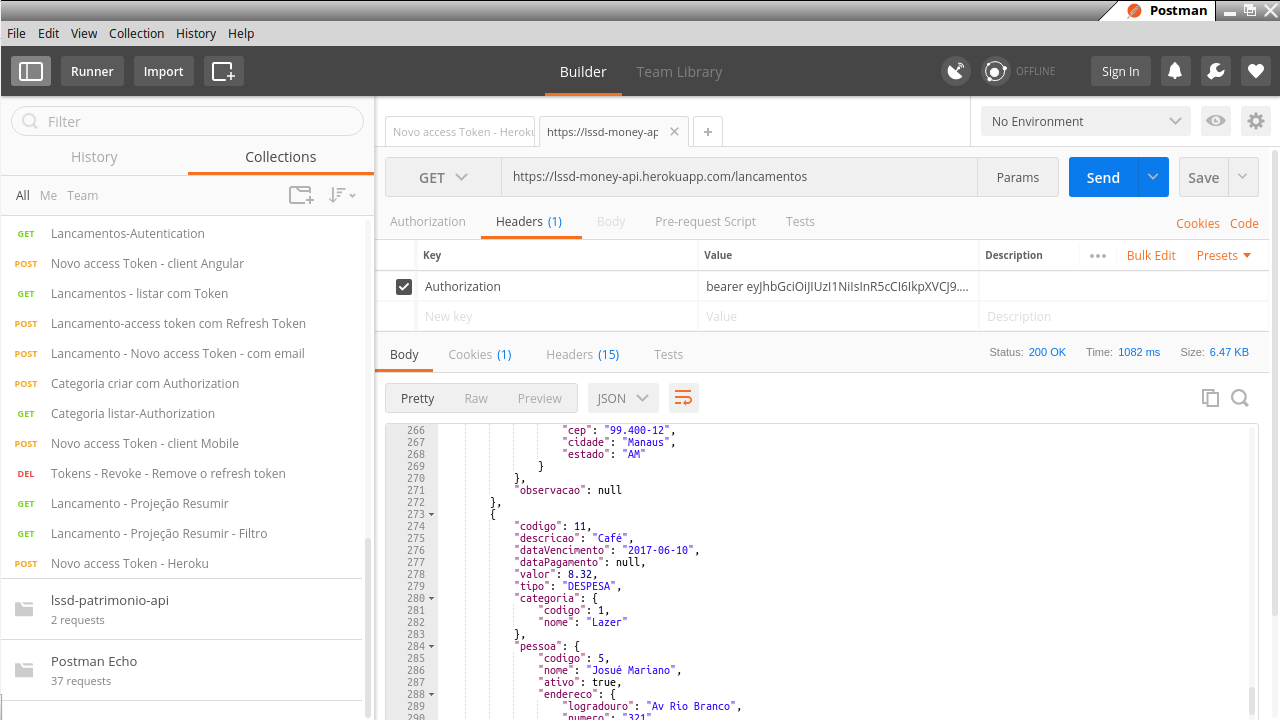 Postman
File Edit View Collection History Help
Runner Import Builder Team Library OFFLINE Sign In
Filter
History Collections
All Me Team
GET Lancamentos-Autentication
POST Novo access Token - client Angular
GET Lancamentos - listar com Token
POST Lancamento-access token com Refresh Token
POST Lancamento - Novo access Token - com email
POST Categoria criar com Authorization
GET Categoria listar-Authorization
POST Novo access Token - client Mobile
DEL Tokens - Revoke - Remove o refresh token
GET Lancamento - Projeção Resumir
GET Lancamento - Projeção Resumir - Filtro
POST Novo access Token - Heroku
lssd-patrimonio-api
2 requests
Postman Echo
37 requests
Novo access Token - Heroku https://lssd-money-ap No Environment
GET https://lssd-money-api.herokuapp.com/lancamentos Params Send Save
Authorization Headers (1) Body Pre-request Script Tests Cookies Code
Key Value Description Bulk Edit Presets
Authorization bearer eyJhbGciOiJIUzI1NiIsInR5cCI6IkpXVCJ9....
New key Value Description
Body Cookies (1) Headers (15) Tests Status: 200 OK Time: 1082 ms Size: 6.47 KB
Pretty Raw Preview JSON
266 "cep": "99.400-12",
267 "cidade": "Manaus",
268 "estado": "AM"
269 }
270 },
271 "observacao": null
272 },
273 {
274 "codigo": 11,
275 "descricao": "Café",
276 "dataVencimento": "2017-06-10",
277 "dataPagamento": null,
278 "valor": 8.32,
279 "tipo": "DESPESA",
280 "categoria": {
281 "codigo": 1,
282 "nome": "Lazer"
283 },
284 "pessoa": {
285 "codigo": 5,
286 "nome": "Josué Mariano",
287 "ativo": true,
288 "endereco": {
289 "logradouro": "Av Rio Branco",
290 "numero": "321"